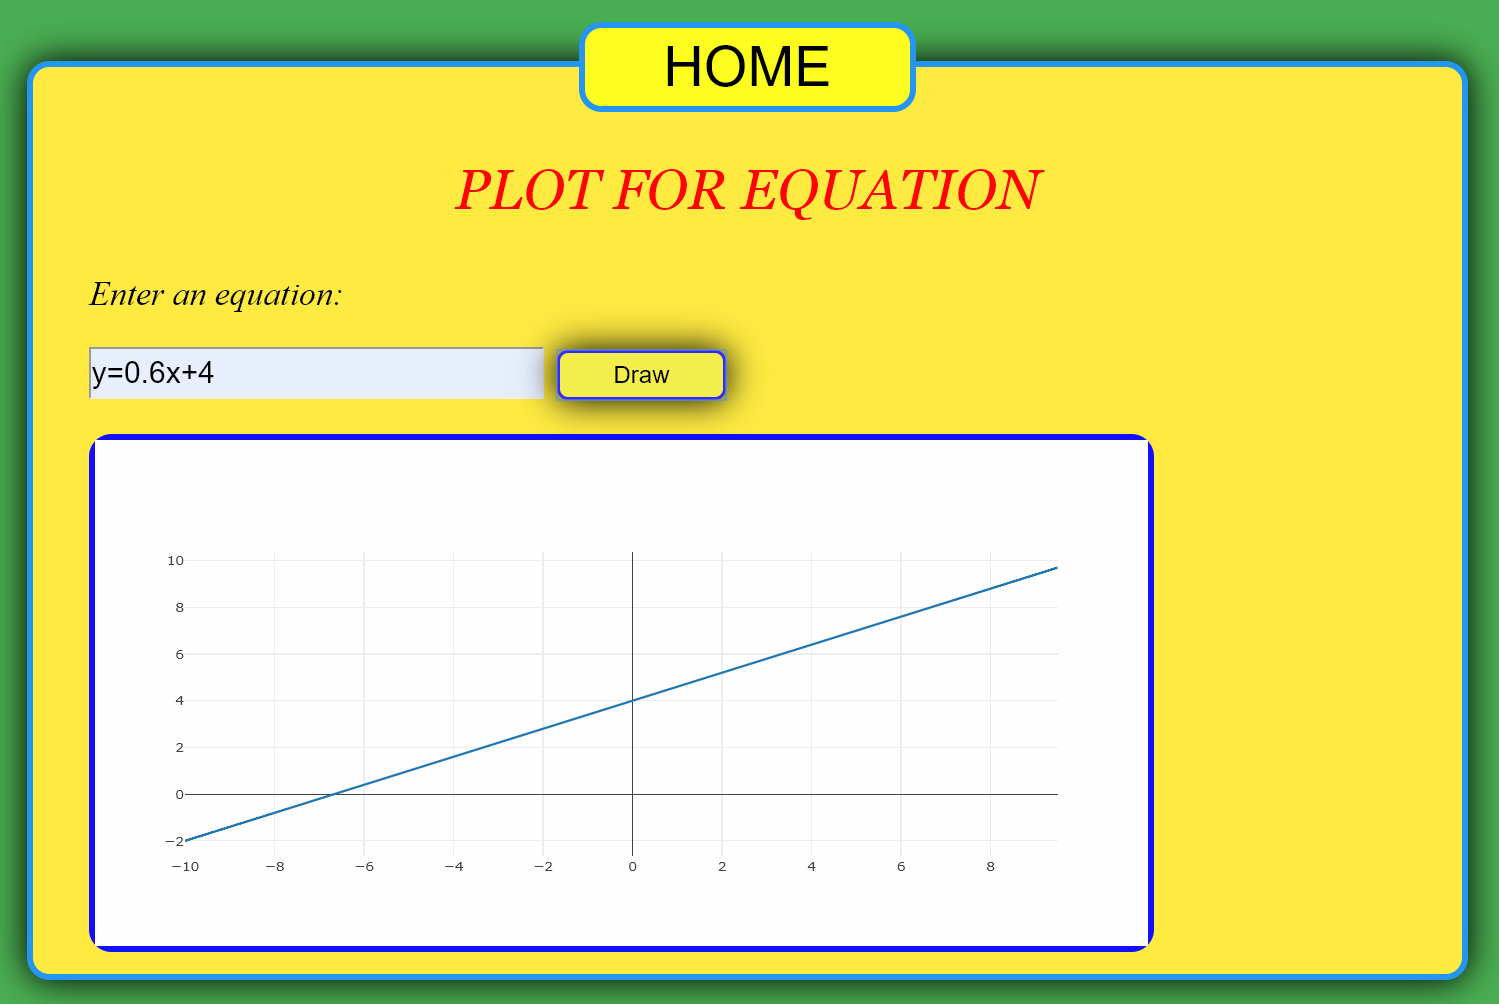 HOME
PLOT FOR EQUATION
Enter an equation:
y=0.6x+4 Draw
10
8
6
4
2
0
−2
−10 −8 −6 −4 −2 0 2 4 6 8